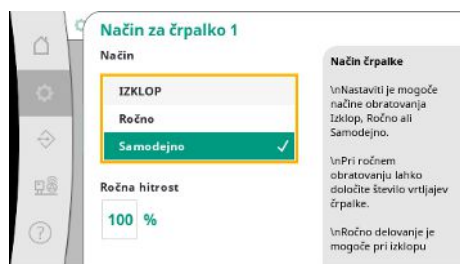 Način za črpalko 1
Način
IZKLOP
Ročno
Samodejno
Ročna hitrost
100 %
Način črpalke
\nNastaviti je mogoče
načine obratovanja
Izklop, Ročno ali
Samodejno.
\nPri ročnem
obratovanju lahko
določite število vrtljajev
črpalke.
\nRočno delovanje je
mogoče pri izklopu